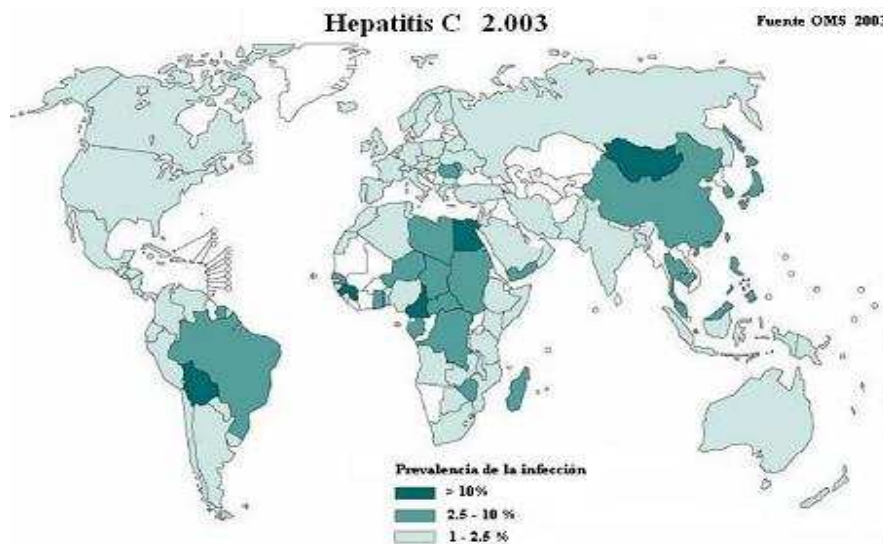 Hepatitis C 2.003
Fuente OMS 2003
Prevalencia de la infección
> 10%
2.5 - 10 %
1 - 2.5 %